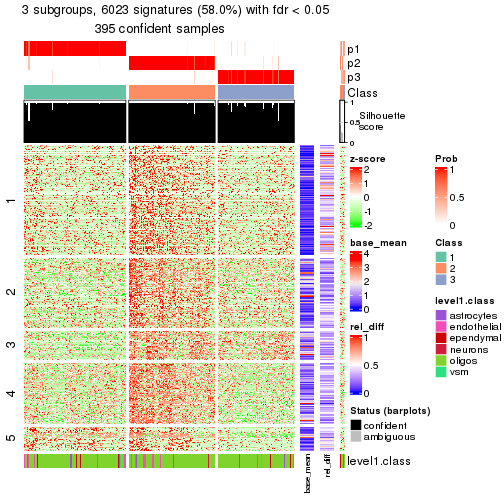 3 subgroups, 6023 signatures (58.0%) with fdr < 0.05
395 confident samples
p1
p2
p3
Class
1
0.5
0
Silhouette
score
1
2
3
4
5
z-score
2
1
0
-1
-2
base_mean
4
3
2
1
0
rel_diff
1
0.5
0
Status (barplots)
confident
ambiguous
Prob
1
0.5
0
Class
1
2
3
level1.class
astrocytes
endothelial
ependymal
neurons
oligos
vsm
level1.class
base_mean
rel_diff